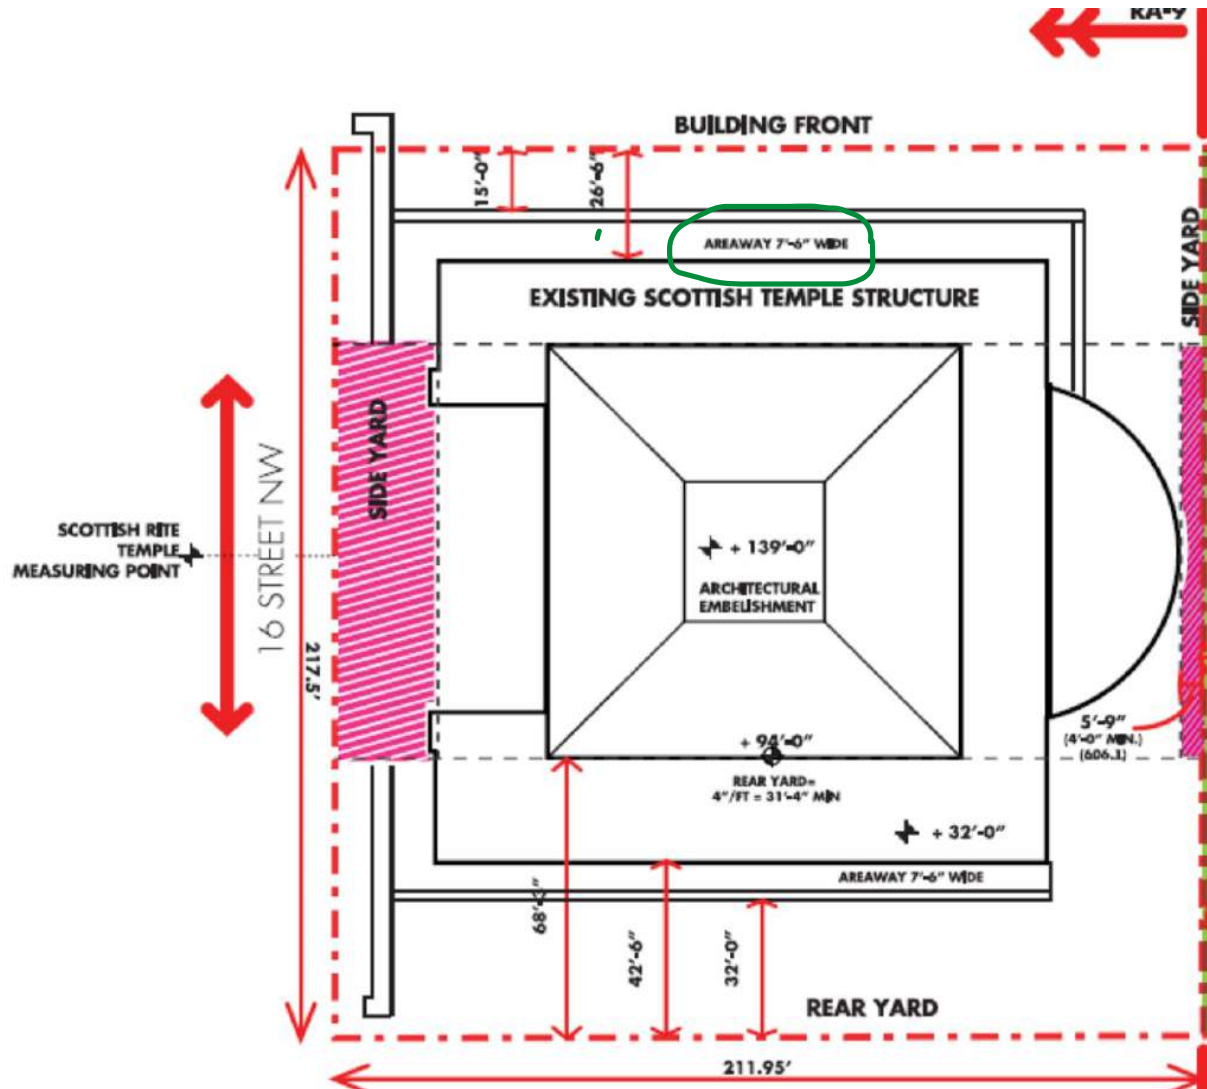 RA-9
BUILDING FRONT
15'-0"
26'-6"
AREAWAY 7'-6" WIDE
SIDE YARD
EXISTING SCOTTISH TEMPLE STRUCTURE
SIDE YARD
16 STREET NW
SCOTTISH RITE
TEMPLE
MEASURING POINT
+ 139'-0"
ARCHITECTURAL
EMBELISHMENT
217.5'
5'-9"
(4'-0" MIN.)
(606.1)
+ 94'-0"
REAR YARD=
4"/FT = 31'-4" MIN
+ 32'-0"
AREAWAY 7'-6" WIDE
42'-6"
32'-0"
REAR YARD
211.95'